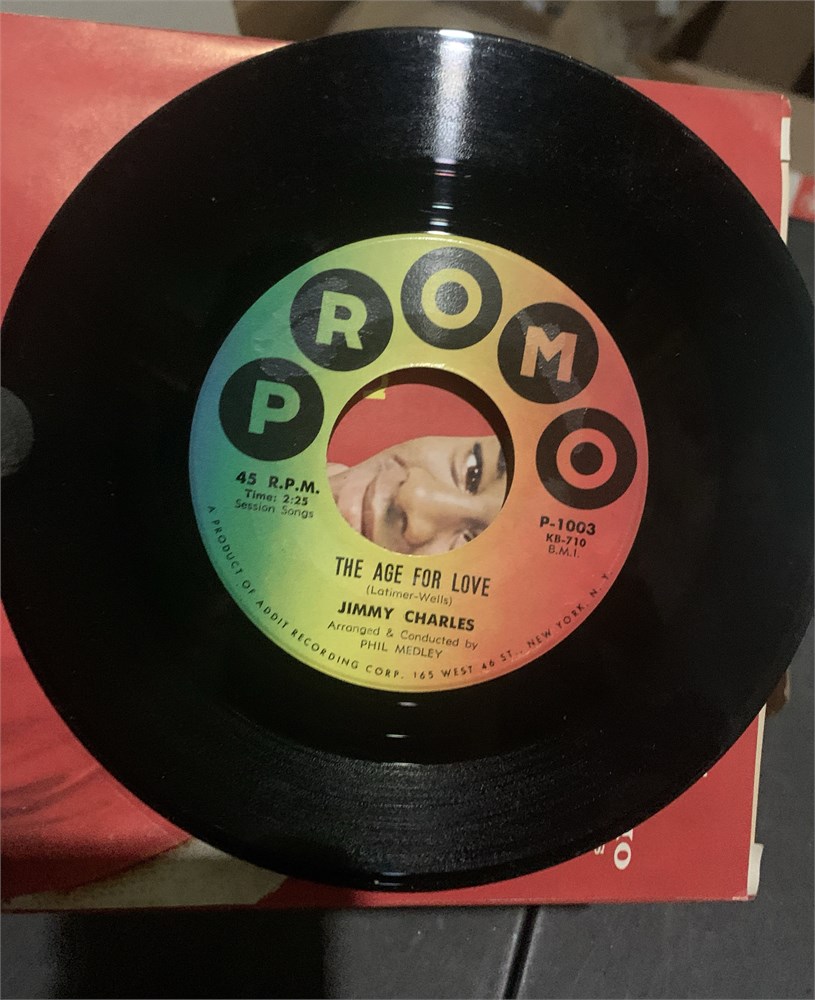 PROMO
45 R.P.M.
Time: 2:25
Session Songs
P-1003
KB-710
B.M.I.
THE AGE FOR LOVE
(Latimer-Wells)
JIMMY CHARLES
Arranged & Conducted by
PHIL MEDLEY
A PRODUCT OF ADDIT RECORDING CORP. 165 WEST 46 ST., NEW YORK, N. Y.